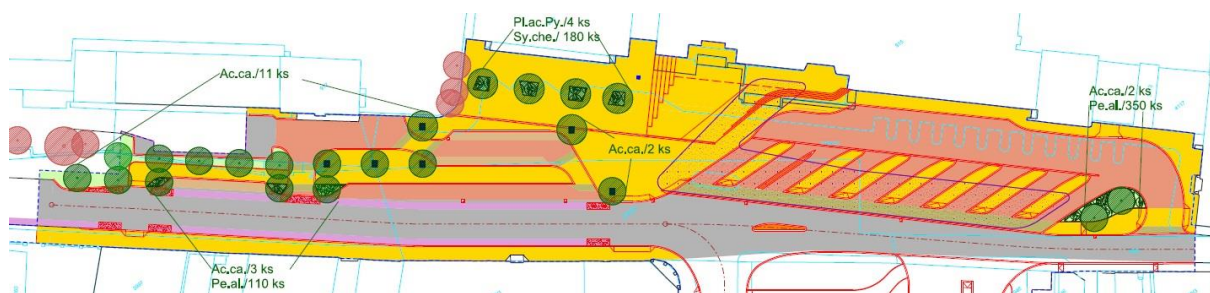 Pl.ac.Py./4 ks
Sy.che./ 180 ks
Ac.ca./11 ks
Ac.ca./2 ks
Pe.al./350 ks
Ac.ca,/2 ks
Ac.ca./3 ks
Pe.al./110 ks